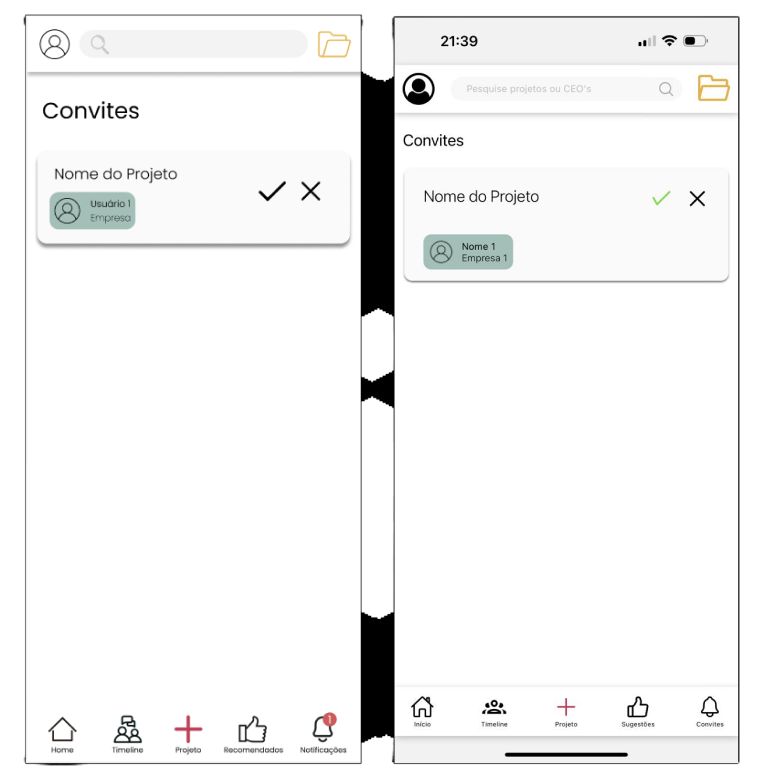 Convites
Nome do Projeto
Usuário 1
Empresa
Home
Timeline
Projeto
Recomendados
1
Notificações
21:39
Pesquise projetos ou CEO's
Convites
Nome do Projeto
Nome 1
Empresa 1
Início
Timeline
Projeto
Sugestões
Convites